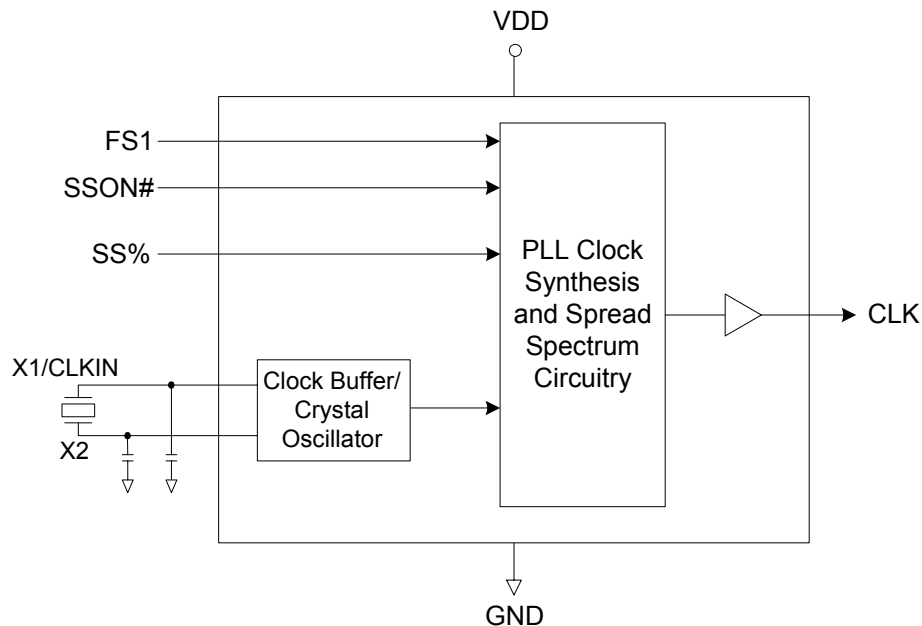 VDD
FS1
SSON#
SS%
PLL Clock
Synthesis
and Spread
Spectrum
Circuitry
CLK
X1/CLKIN
X2
Clock Buffer/
Crystal
Oscillator
GND